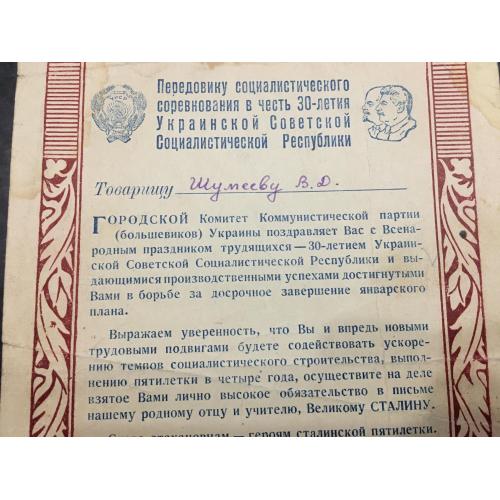 Передовику социалистического
соревнования в честь 30-летия
Украинской Советской
Социалистической Республики
Товарищу Шумееву В.Д.
ГОРОДСКОЙ Комитет Коммунистической партии
(большевиков) Украины поздравляет Вас с Всена-
родным праздником трудящихся—30-летием Украин-
ской Советской Социалистической Республики и вы-
дающимися производственными успехами достигнутыми
Вами в борьбе за досрочное завершение январского
плана.
Выражаем уверенность, что Вы и впредь новыми
трудовыми подвигами будете содействовать ускоре-
нию темпов социалистического строительства, выпол-
нению пятилетки в четыре года, осуществите на деле
взятое Вами лично высокое обязательство в письме
нашему родному отцу и учителю, Великому СТАЛИНУ.
стахановцам — героям сталинской пятилетки.